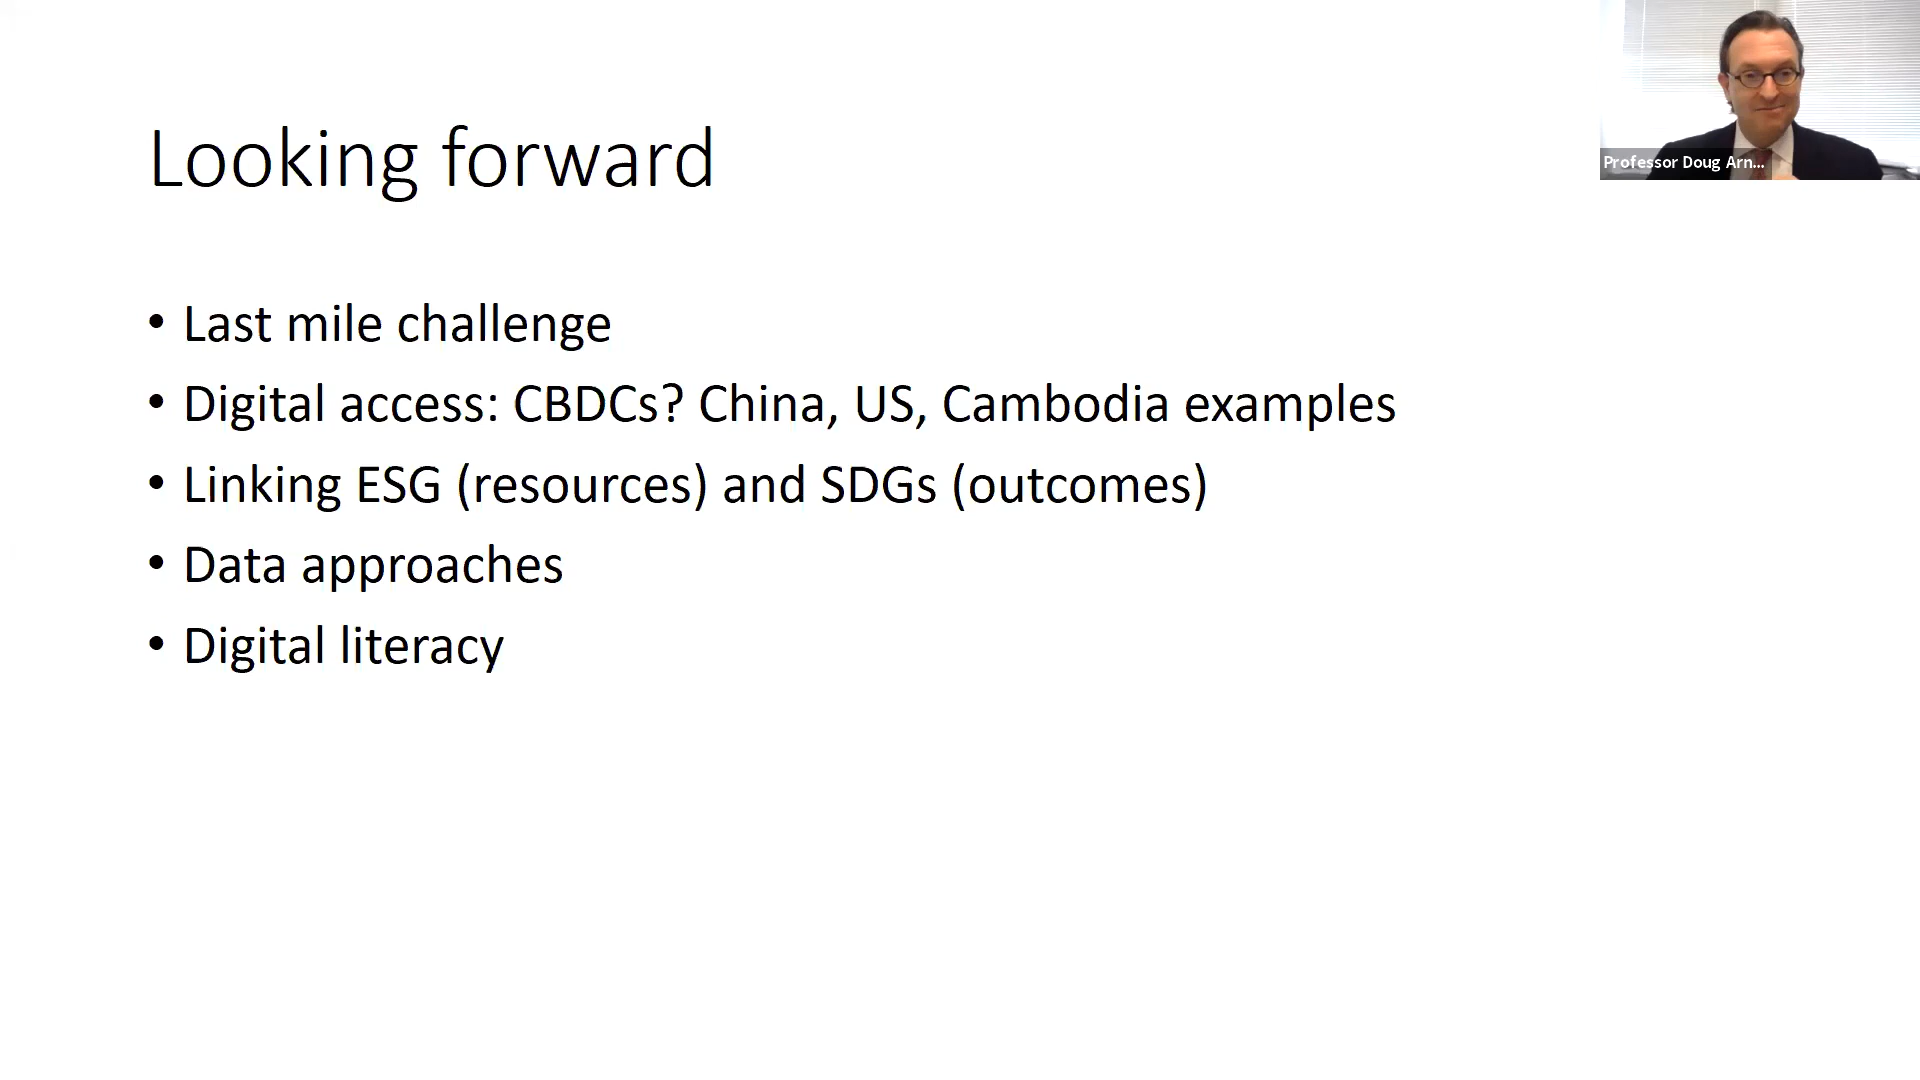 Looking forward
Professor Doug Arn...
• Last mile challenge
• Digital access: CBDCs? China, US, Cambodia examples
• Linking ESG (resources) and SDGs (outcomes)
• Data approaches
• Digital literacy